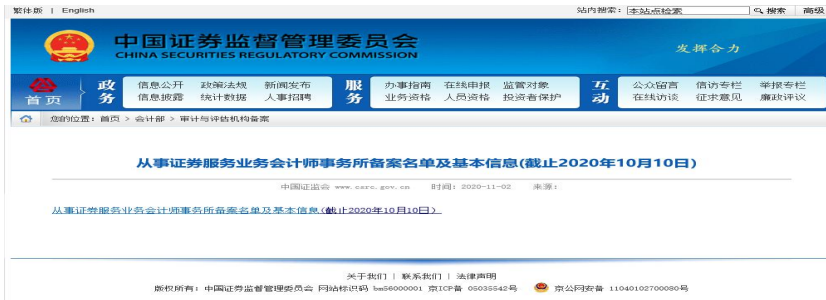 繁体版 | English 站内搜索: 本站点检索 搜索 高级
中国证券监督管理委员会
CHINA SECURITIES REGULATORY COMMISSION
发挥合力
首页 政务 信息公开 政策法规 新闻发布 服务 办事指南 在线申报 监管对象 互动 公众留言 信访专栏 举报专栏
信息披露 统计数据 人事招聘 业务资格 人员资格 投资者保护 在线访谈 征求意见 廉政评议
您的位置: 首页 > 会计部 > 审计与评估机构备案
从事证券服务业务会计师事务所备案名单及基本信息(截止2020年10月10日)
中国证监会 www.csrc.gov.cn 时间: 2020-11-02 来源:
从事证券服务业务会计师事务所备案名单及基本信息(截止2020年10月10日)
关于我们 | 联系我们 | 法律声明
版权所有: 中国证券监督管理委员会 网站标识码 bm56000001 京ICP备 05035542号 京公网安备 11040102700080号